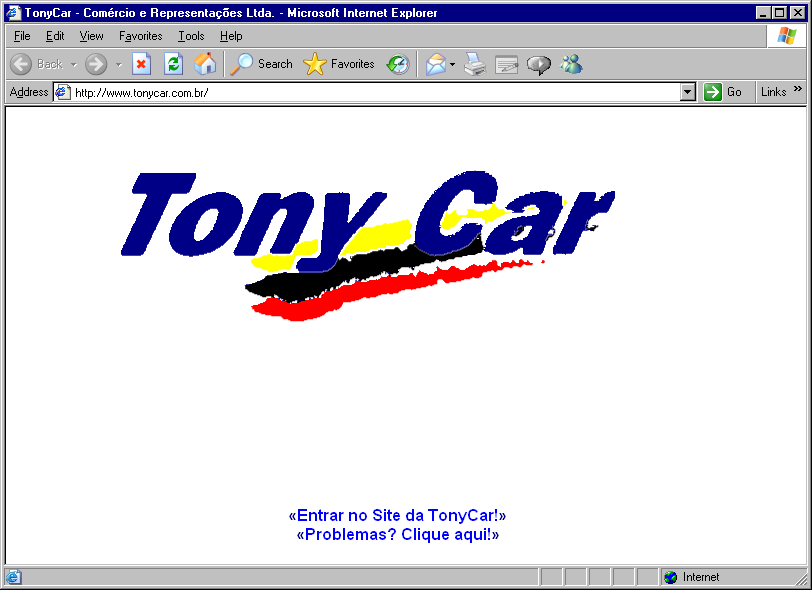 TonyCar - Comércio e Representações Ltda. - Microsoft Internet Explorer
File Edit View Favorites Tools Help
Back Search Favorites
Address http://www.tonycar.com.br/ Go Links »
Tony Car
«Entrar no Site da TonyCar!»
«Problemas? Clique aqui!»
Internet